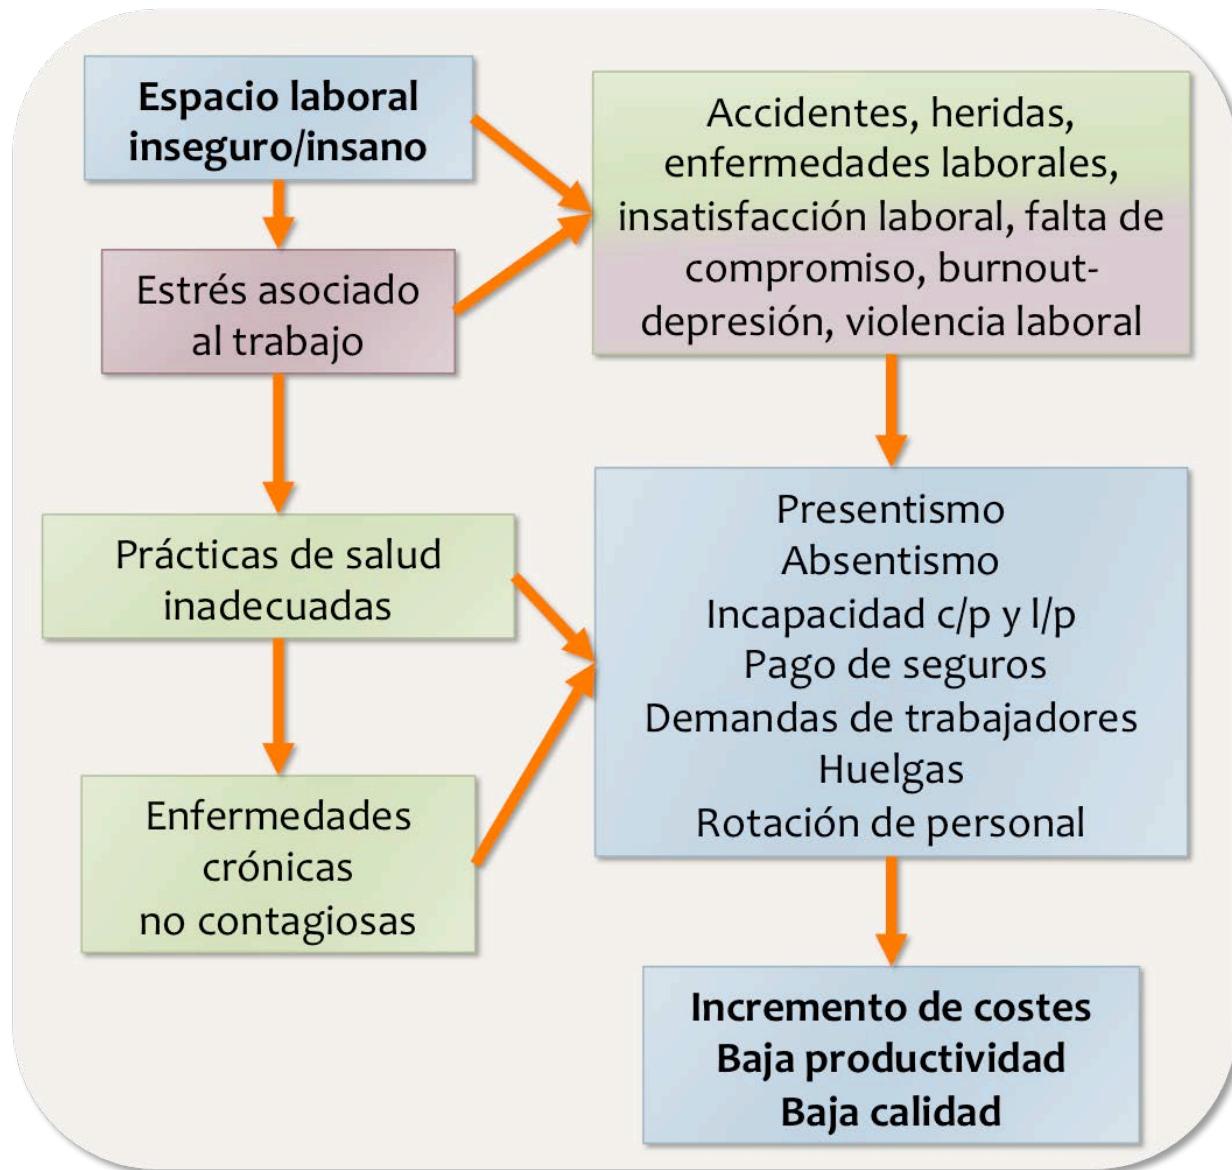 Espacio laboral
inseguro/insano
Accidentes, heridas,
enfermedades laborales,
insatisfacción laboral, falta de
compromiso, burnout-
depresión, violencia laboral
Estrés asociado
al trabajo
Prácticas de salud
inadecuadas
Presentismo
Absentismo
Incapacidad c/p y l/p
Pago de seguros
Demandas de trabajadores
Huelgas
Rotación de personal
Enfermedades
crónicas
no contagiosas
Incremento de costes
Baja productividad
Baja calidad